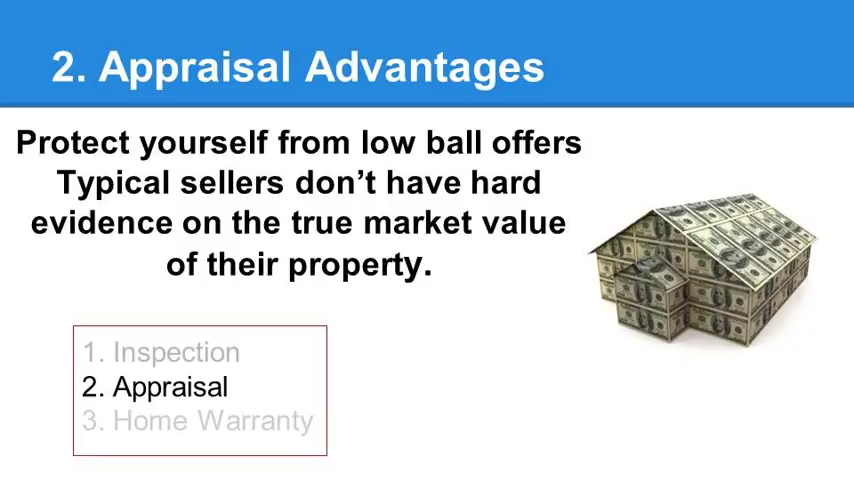 2. Appraisal Advantages
Protect yourself from low ball offers
Typical sellers don’t have hard
evidence on the true market value
of their property.
1. Inspection
2. Appraisal
3. Home Warranty